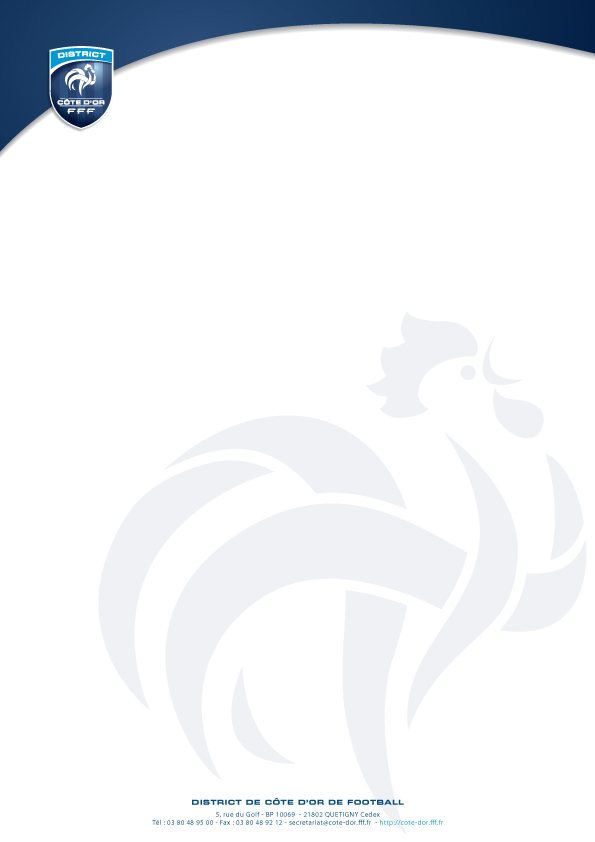 DISTRICT
CÔTE D'OR
FFF
DISTRICT DE CÔTE D'OR DE FOOTBALL
5, rue du Golf - BP 10069 - 21802 QUETIGNY Cedex
Tél : 03 80 48 95 00 - Fax : 03 80 48 92 12 - secretariat@cote-dor.fff.fr - http://cote-dor.fff.fr